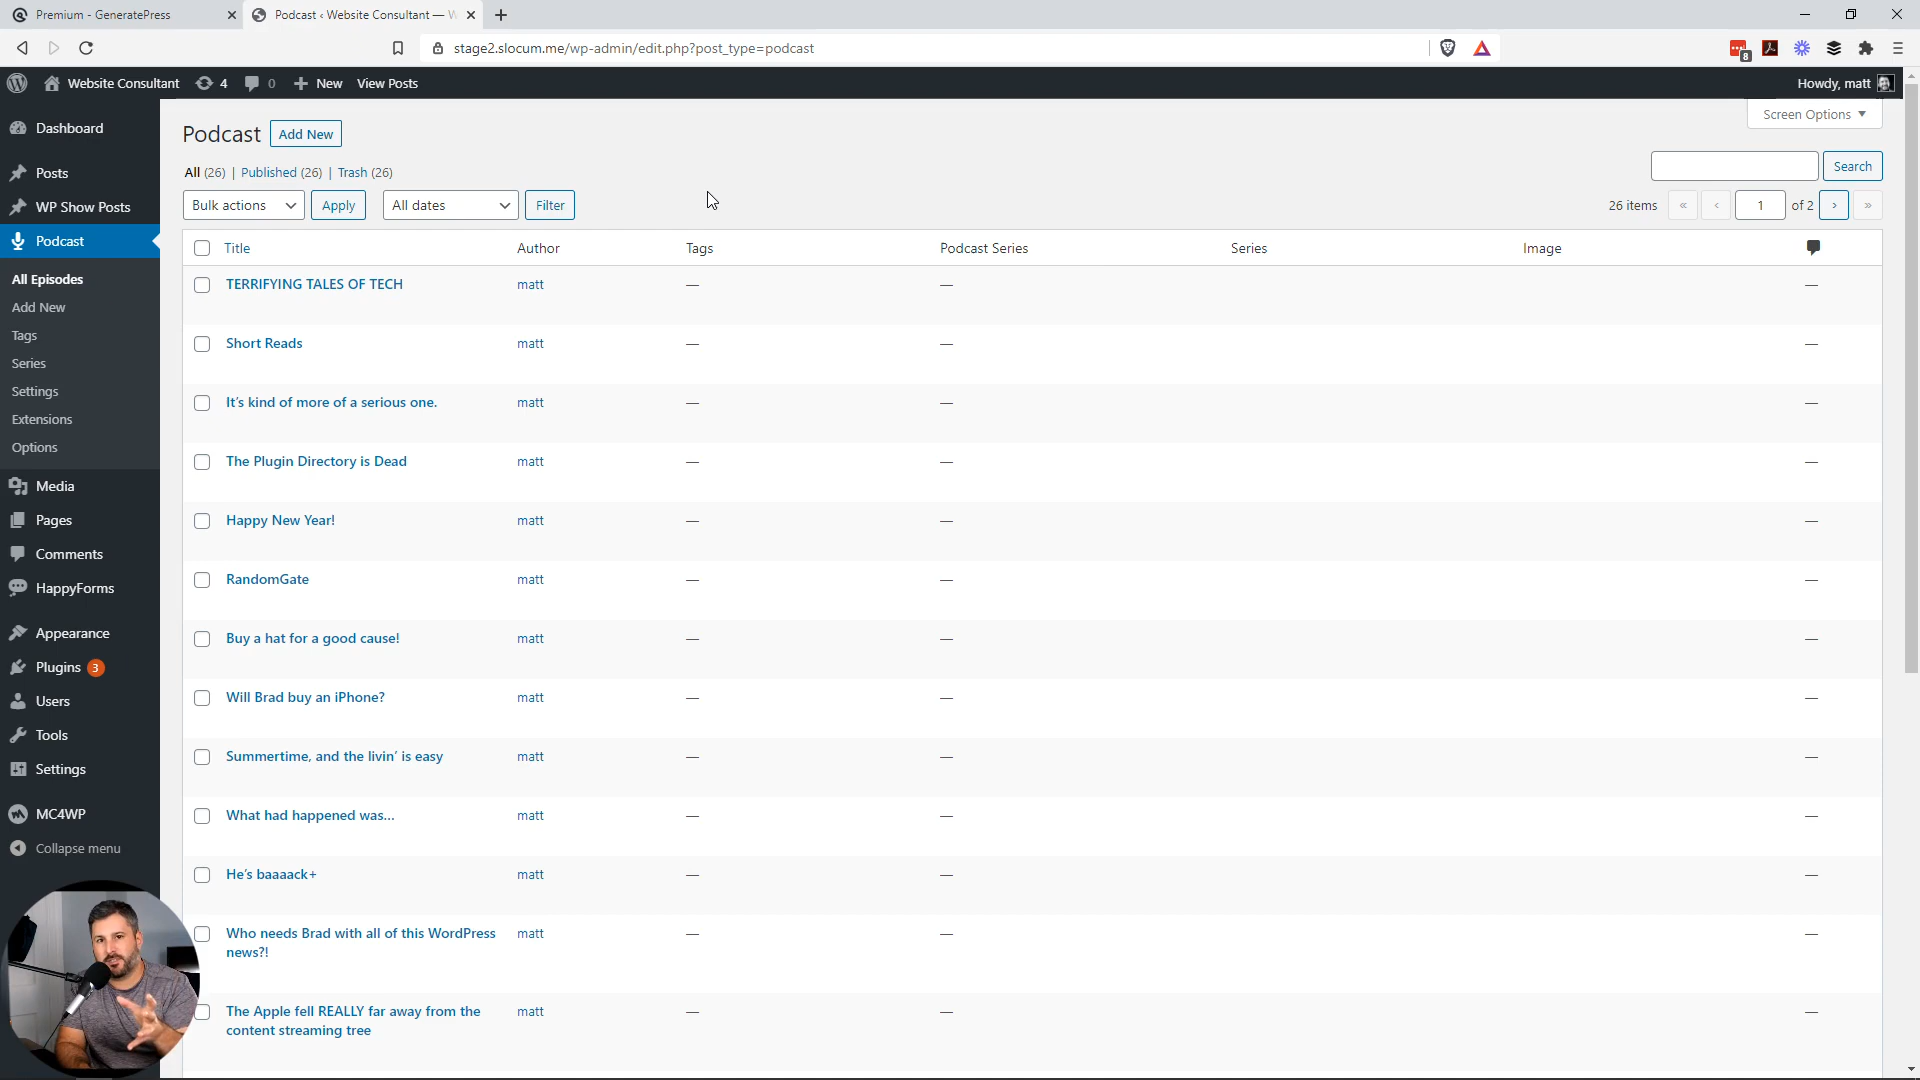 Premium - GeneratePress
Podcast ‹ Website Consultant — W
stage2.slocum.me/wp-admin/edit.php?post_type=podcast
8
Website Consultant
4
0
New
View Posts
Howdy, matt
Dashboard
Posts
WP Show Posts
Podcast
All Episodes
Add New
Tags
Series
Settings
Extensions
Options
Media
Pages
Comments
HappyForms
Appearance
Plugins 3
Users
Tools
Settings
MC4WP
Collapse menu
Screen Options
Podcast
Add New
All (26) | Published (26) | Trash (26)
Search
Bulk actions
Apply
All dates
Filter
26 items « ‹ 1 of 2 › »
Title Author Tags Podcast Series Series Image
TERRIFYING TALES OF TECH matt — — —
Short Reads matt — — —
It's kind of more of a serious one. matt — — —
The Plugin Directory is Dead matt — — —
Happy New Year! matt — — —
RandomGate matt — — —
Buy a hat for a good cause! matt — — —
Will Brad buy an iPhone? matt — — —
Summertime, and the livin' is easy matt — — —
What had happened was... matt — — —
He's baaaack+ matt — — —
Who needs Brad with all of this WordPress matt — — —
news?!
The Apple fell REALLY far away from the matt — — —
content streaming tree